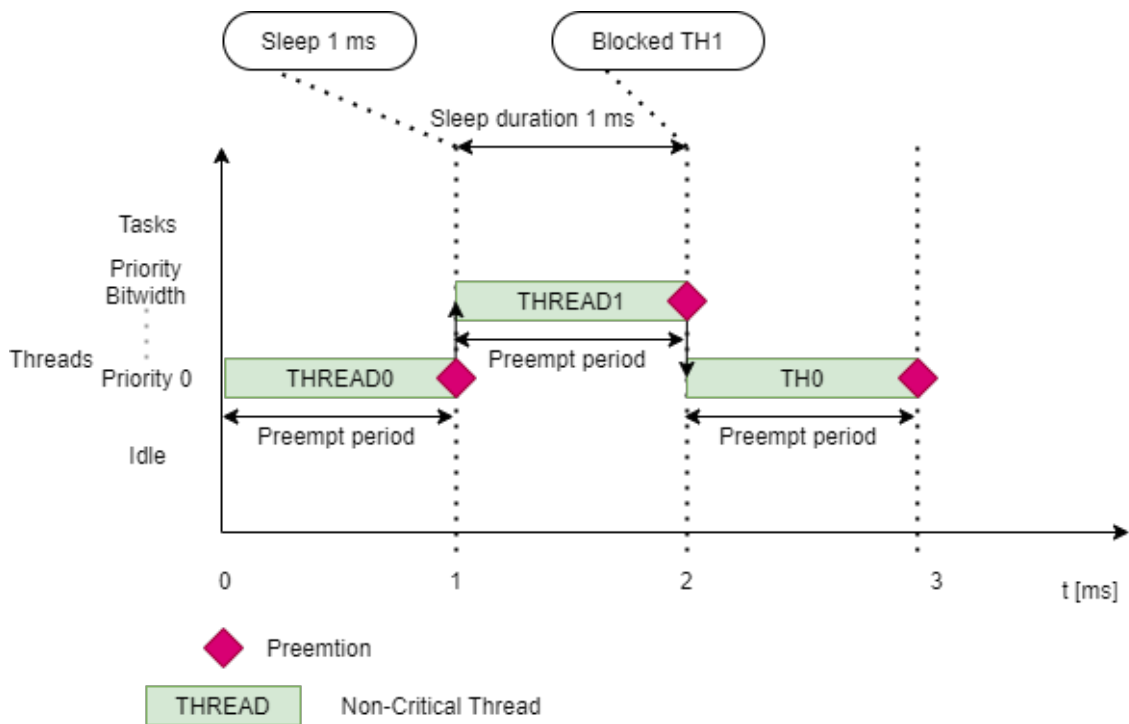 Sleep 1 ms
Blocked TH1
Sleep duration 1 ms
Tasks
Priority
Bitwidth
THREAD1
Preempt period
Threads
Priority 0
THREAD0
TH0
Preempt period
Preempt period
Idle
0
1
2
3
t [ms]
Preemtion
THREAD
Non-Critical Thread